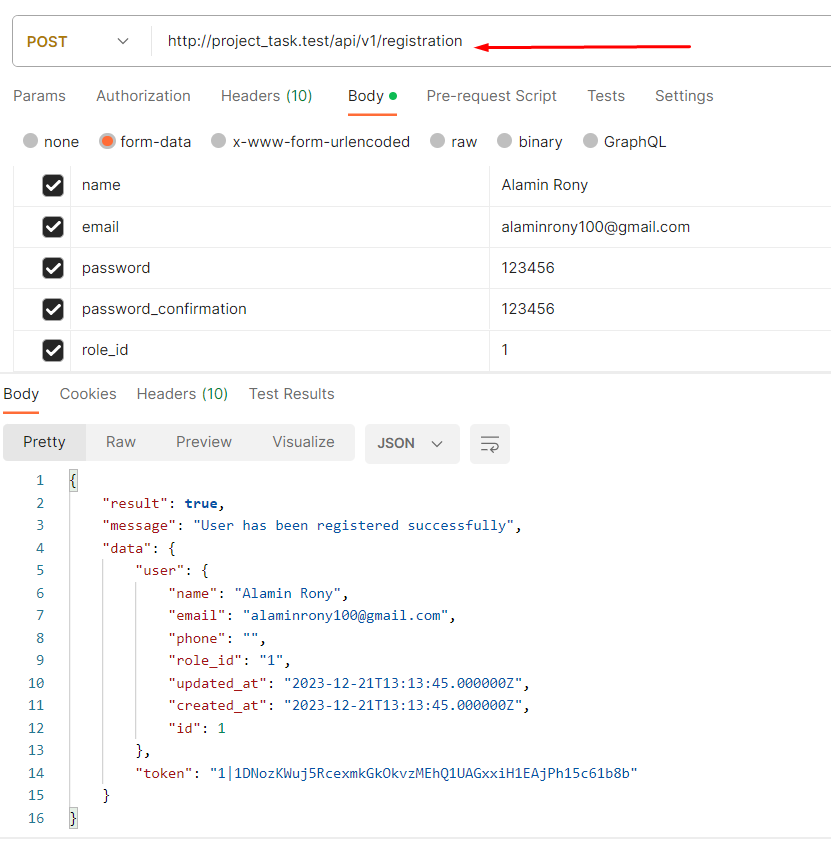 POST http://project_task.test/api/v1/registration
Params Authorization Headers (10) Body Pre-request Script Tests Settings
none form-data x-www-form-urlencoded raw binary GraphQL
name Alamin Rony
email alaminrony100@gmail.com
password 123456
password_confirmation 123456
role_id 1
Body Cookies Headers (10) Test Results
Pretty Raw Preview Visualize JSON
1 {
2 "result": true,
3 "message": "User has been registered successfully",
4 "data": {
5 "user": {
6 "name": "Alamin Rony",
7 "email": "alaminrony100@gmail.com",
8 "phone": "",
9 "role_id": "1",
10 "updated_at": "2023-12-21T13:13:45.000000Z",
11 "created_at": "2023-12-21T13:13:45.000000Z",
12 "id": 1
13 },
14 "token": "1|1DNozKWuj5RcexmkGkOkvzMEhQ1UAGxxiH1EAjPh15c61b8b"
15 }
16 }